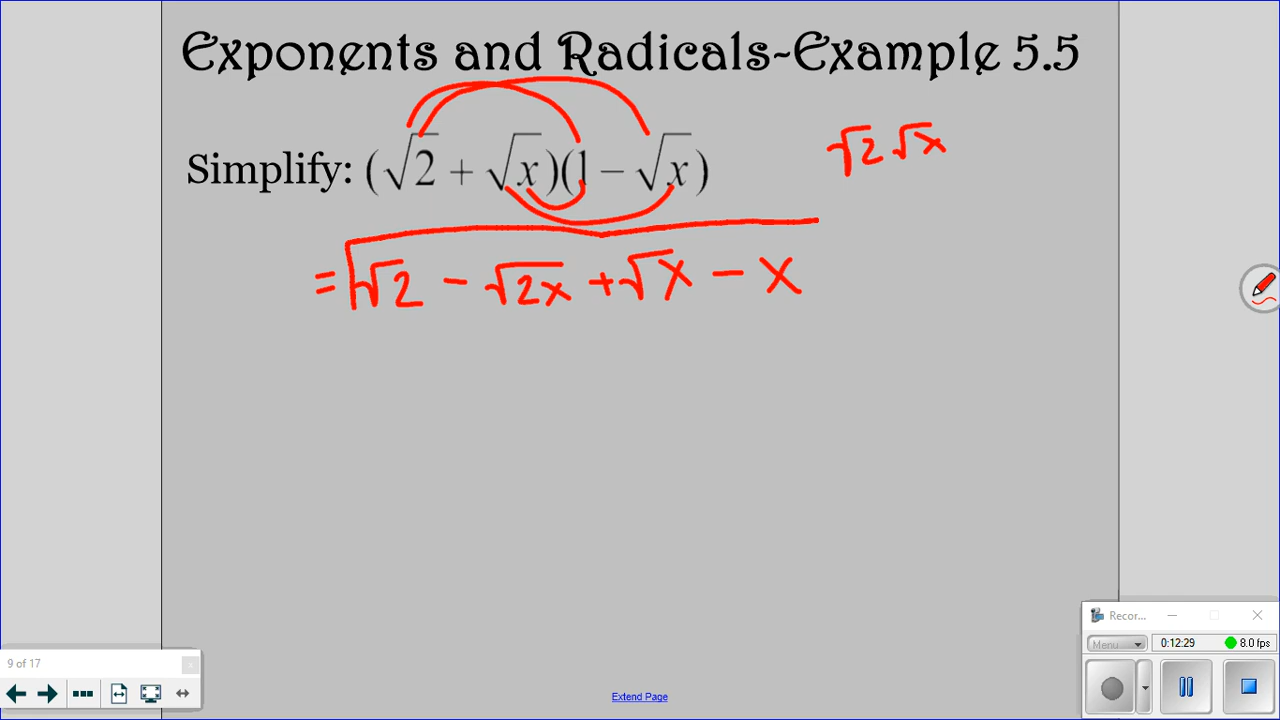 Exponents and Radicals-Example 5.5
Simplify: (√2 + √x)(1 − √x)
√2 √x
= √2 − √2x + √x − x
Recor...
Menu
0:12:29
8.0 fps
9 of 17
Extend Page